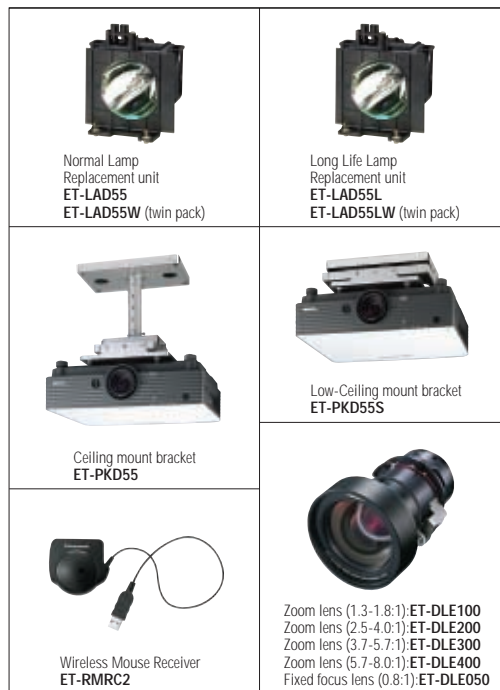 Normal Lamp
Replacement unit
ET-LAD55
ET-LAD55W (twin pack)
Long Life Lamp
Replacement unit
ET-LAD55L
ET-LAD55LW (twin pack)
Ceiling mount bracket
ET-PKD55
Low-Ceiling mount bracket
ET-PKD55S
Wireless Mouse Receiver
ET-RMRC2
Zoom lens (1.3-1.8:1):ET-DLE100
Zoom lens (2.5-4.0:1):ET-DLE200
Zoom lens (3.7-5.7:1):ET-DLE300
Zoom lens (5.7-8.0:1):ET-DLE400
Fixed focus lens (0.8:1):ET-DLE050